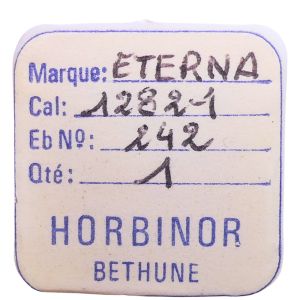 Marque: ETERNA
Cal: 1282-1
Eb Nº: 242
Qté: 1
HORBINOR
BETHUNE